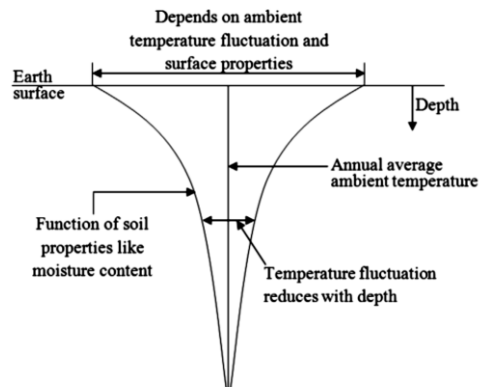 Depends on ambient
temperature fluctuation and
surface properties
Earth
surface
Depth
Annual average
ambient temperature
Function of soil
properties like
moisture content
Temperature fluctuation
reduces with depth